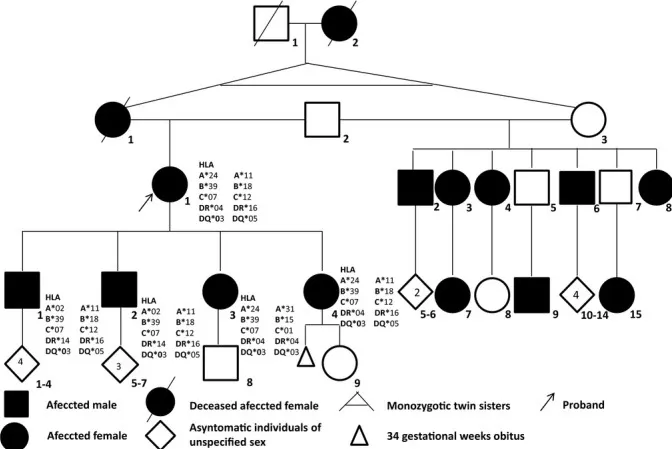 1 2
1 2 3
HLA
A*24 A*11
B*39 B*18
C*07 C*12
DR*04 DR*16
DQ*03 DQ*05
1
2 3 4 5 6 7 8
HLA
A*02 A*11
B*39 B*18
C*07 C*12
DR*14 DR*16
DQ*03 DQ*05
1
HLA
A*02 A*11
B*39 B*18
C*07 C*12
DR*14 DR*16
DQ*03 DQ*05
2
HLA
A*24 A*31
B*39 B*15
C*07 C*01
DR*04 DR*04
DQ*03 DQ*03
3
HLA
A*24 A*11
B*39 B*18
C*07 C*12
DR*04 DR*16
DQ*03 DQ*05
4
2 4
5-6 7 8 9 10-14 15
4 3
1-4 5-7 8 9
Afeccted male
Deceased afeccted female
Monozygotic twin sisters
Proband
Afeccted female
Asyntomatic individuals of
unspecified sex
34 gestational weeks obitus